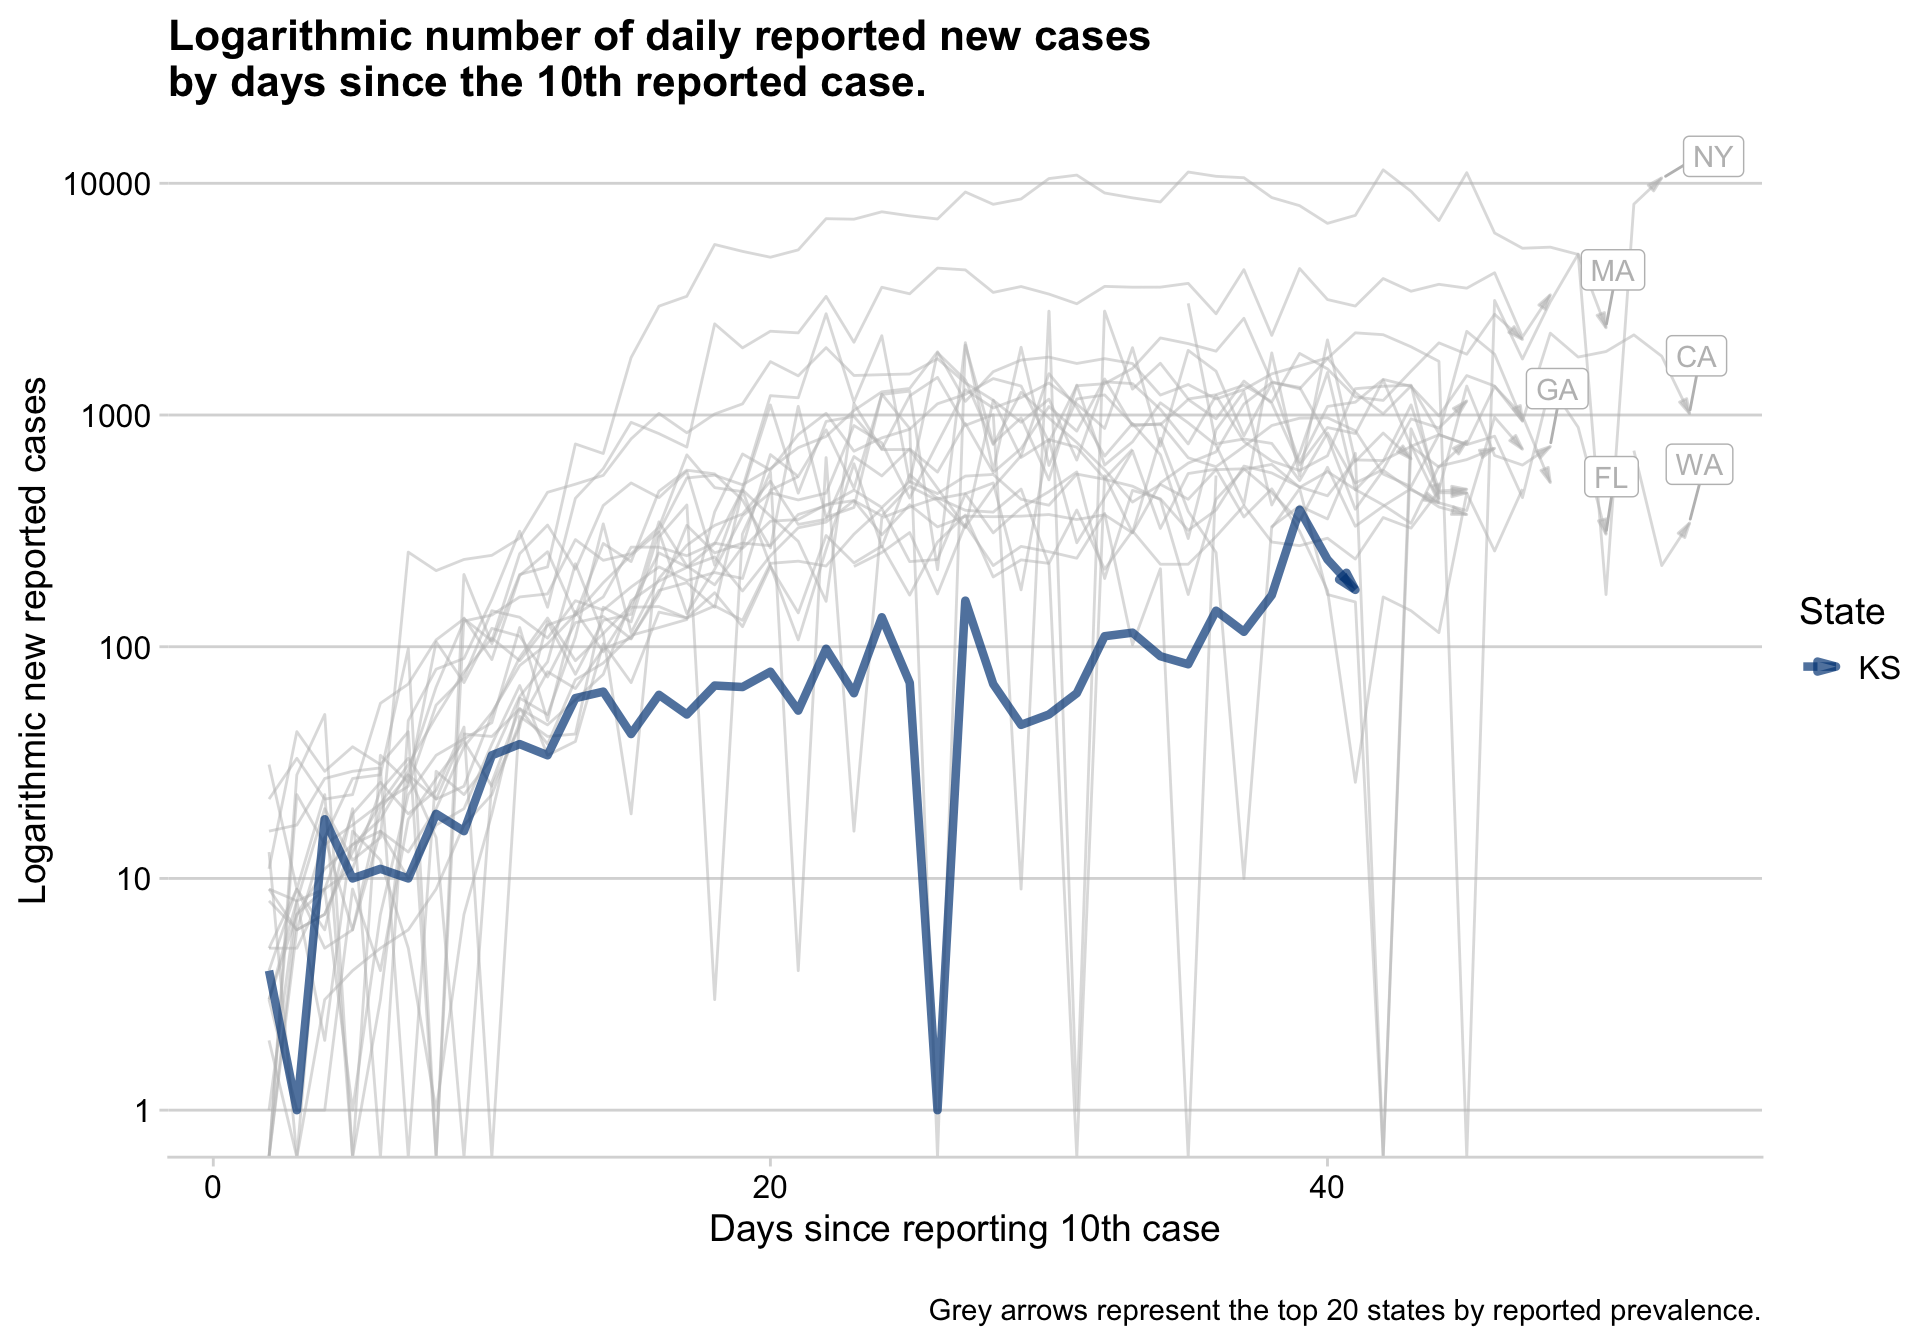 Logarithmic number of daily reported new cases
by days since the 10th reported case.
Logarithmic new reported cases
10000
1000
100
10
1
NY
MA
CA
GA
WA
FL
State
KS
0
20
40
Days since reporting 10th case
Grey arrows represent the top 20 states by reported prevalence.